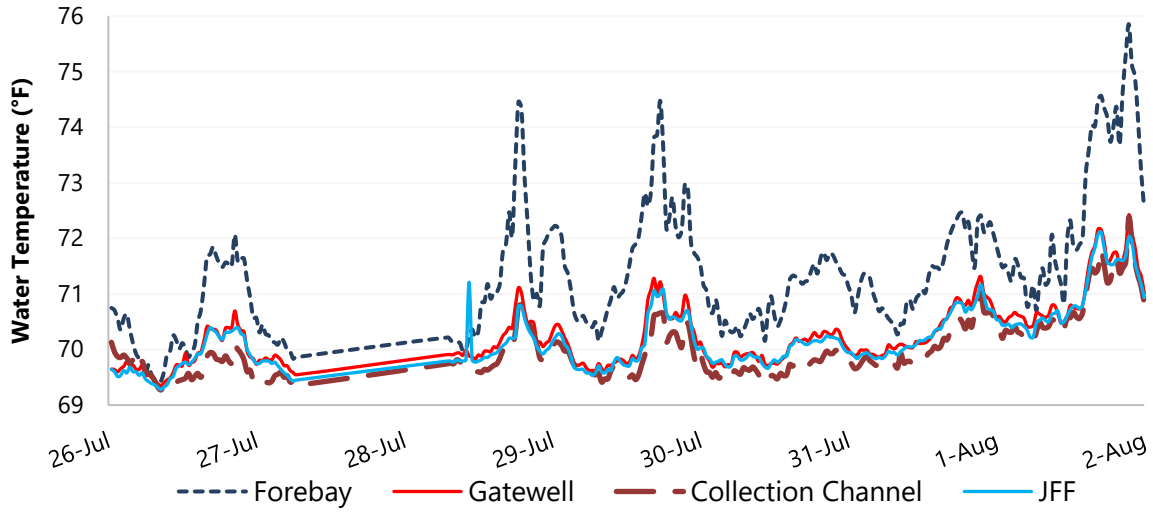 Water Temperature (°F)
76
75
74
73
72
71
70
69
26-Jul 27-Jul 28-Jul 29-Jul 30-Jul 31-Jul 1-Aug 2-Aug
Forebay Gatewell Collection Channel JFF